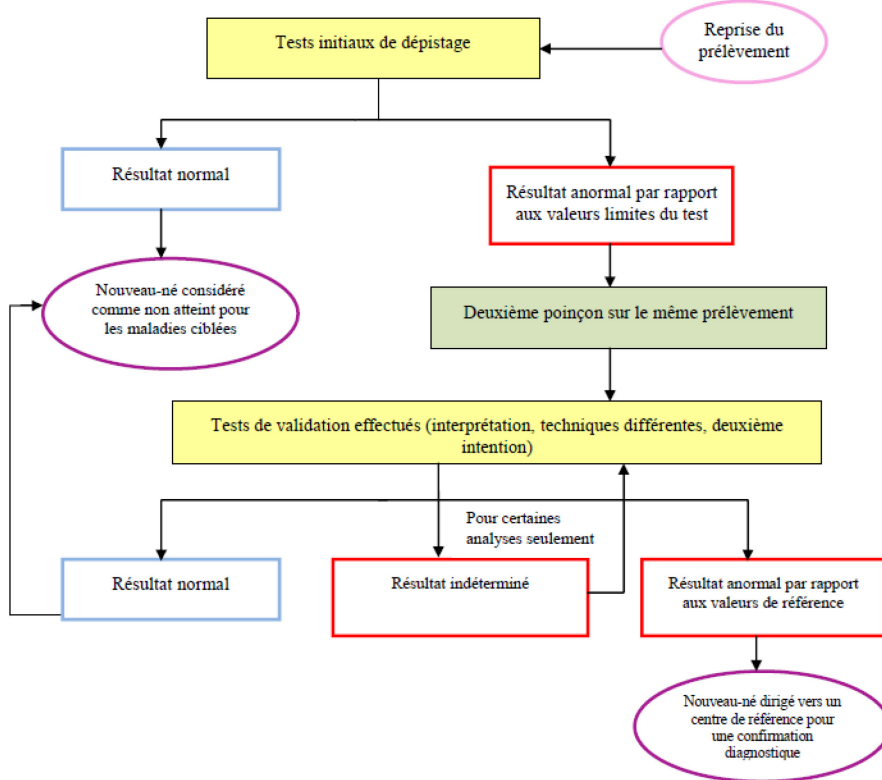 Tests initiaux de dépistage
Reprise du
prélèvement
Résultat normal
Résultat anormal par rapport
aux valeurs limites du test
Nouveau-né considéré
comme non atteint pour
les maladies ciblées
Deuxième poinçon sur le même prélèvement
Tests de validation effectués (interprétation, techniques différentes, deuxième
intention)
Pour certaines
analyses seulement
Résultat normal
Résultat indéterminé
Résultat anormal par rapport
aux valeurs de référence
Nouveau-né dirigé vers un
centre de référence pour
une confirmation
diagnostique